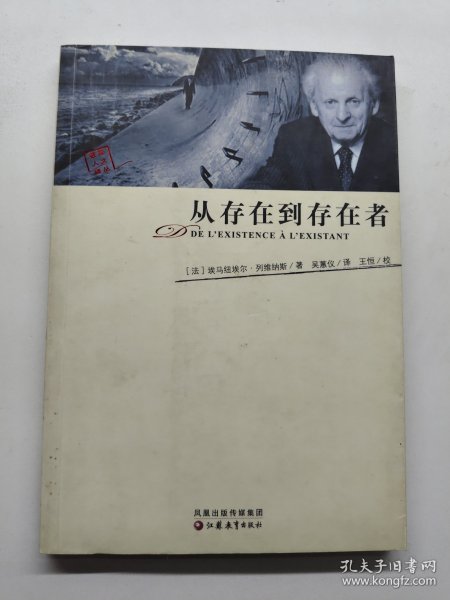 从存在到存在者
DE L'EXISTENCE À L'EXISTANT
[法] 埃马纽埃尔·列维纳斯/著 吴蕙仪/译 王恒/校
凤凰出版传媒集团
江苏教育出版社
孔夫子旧书网
www.kongfz.com